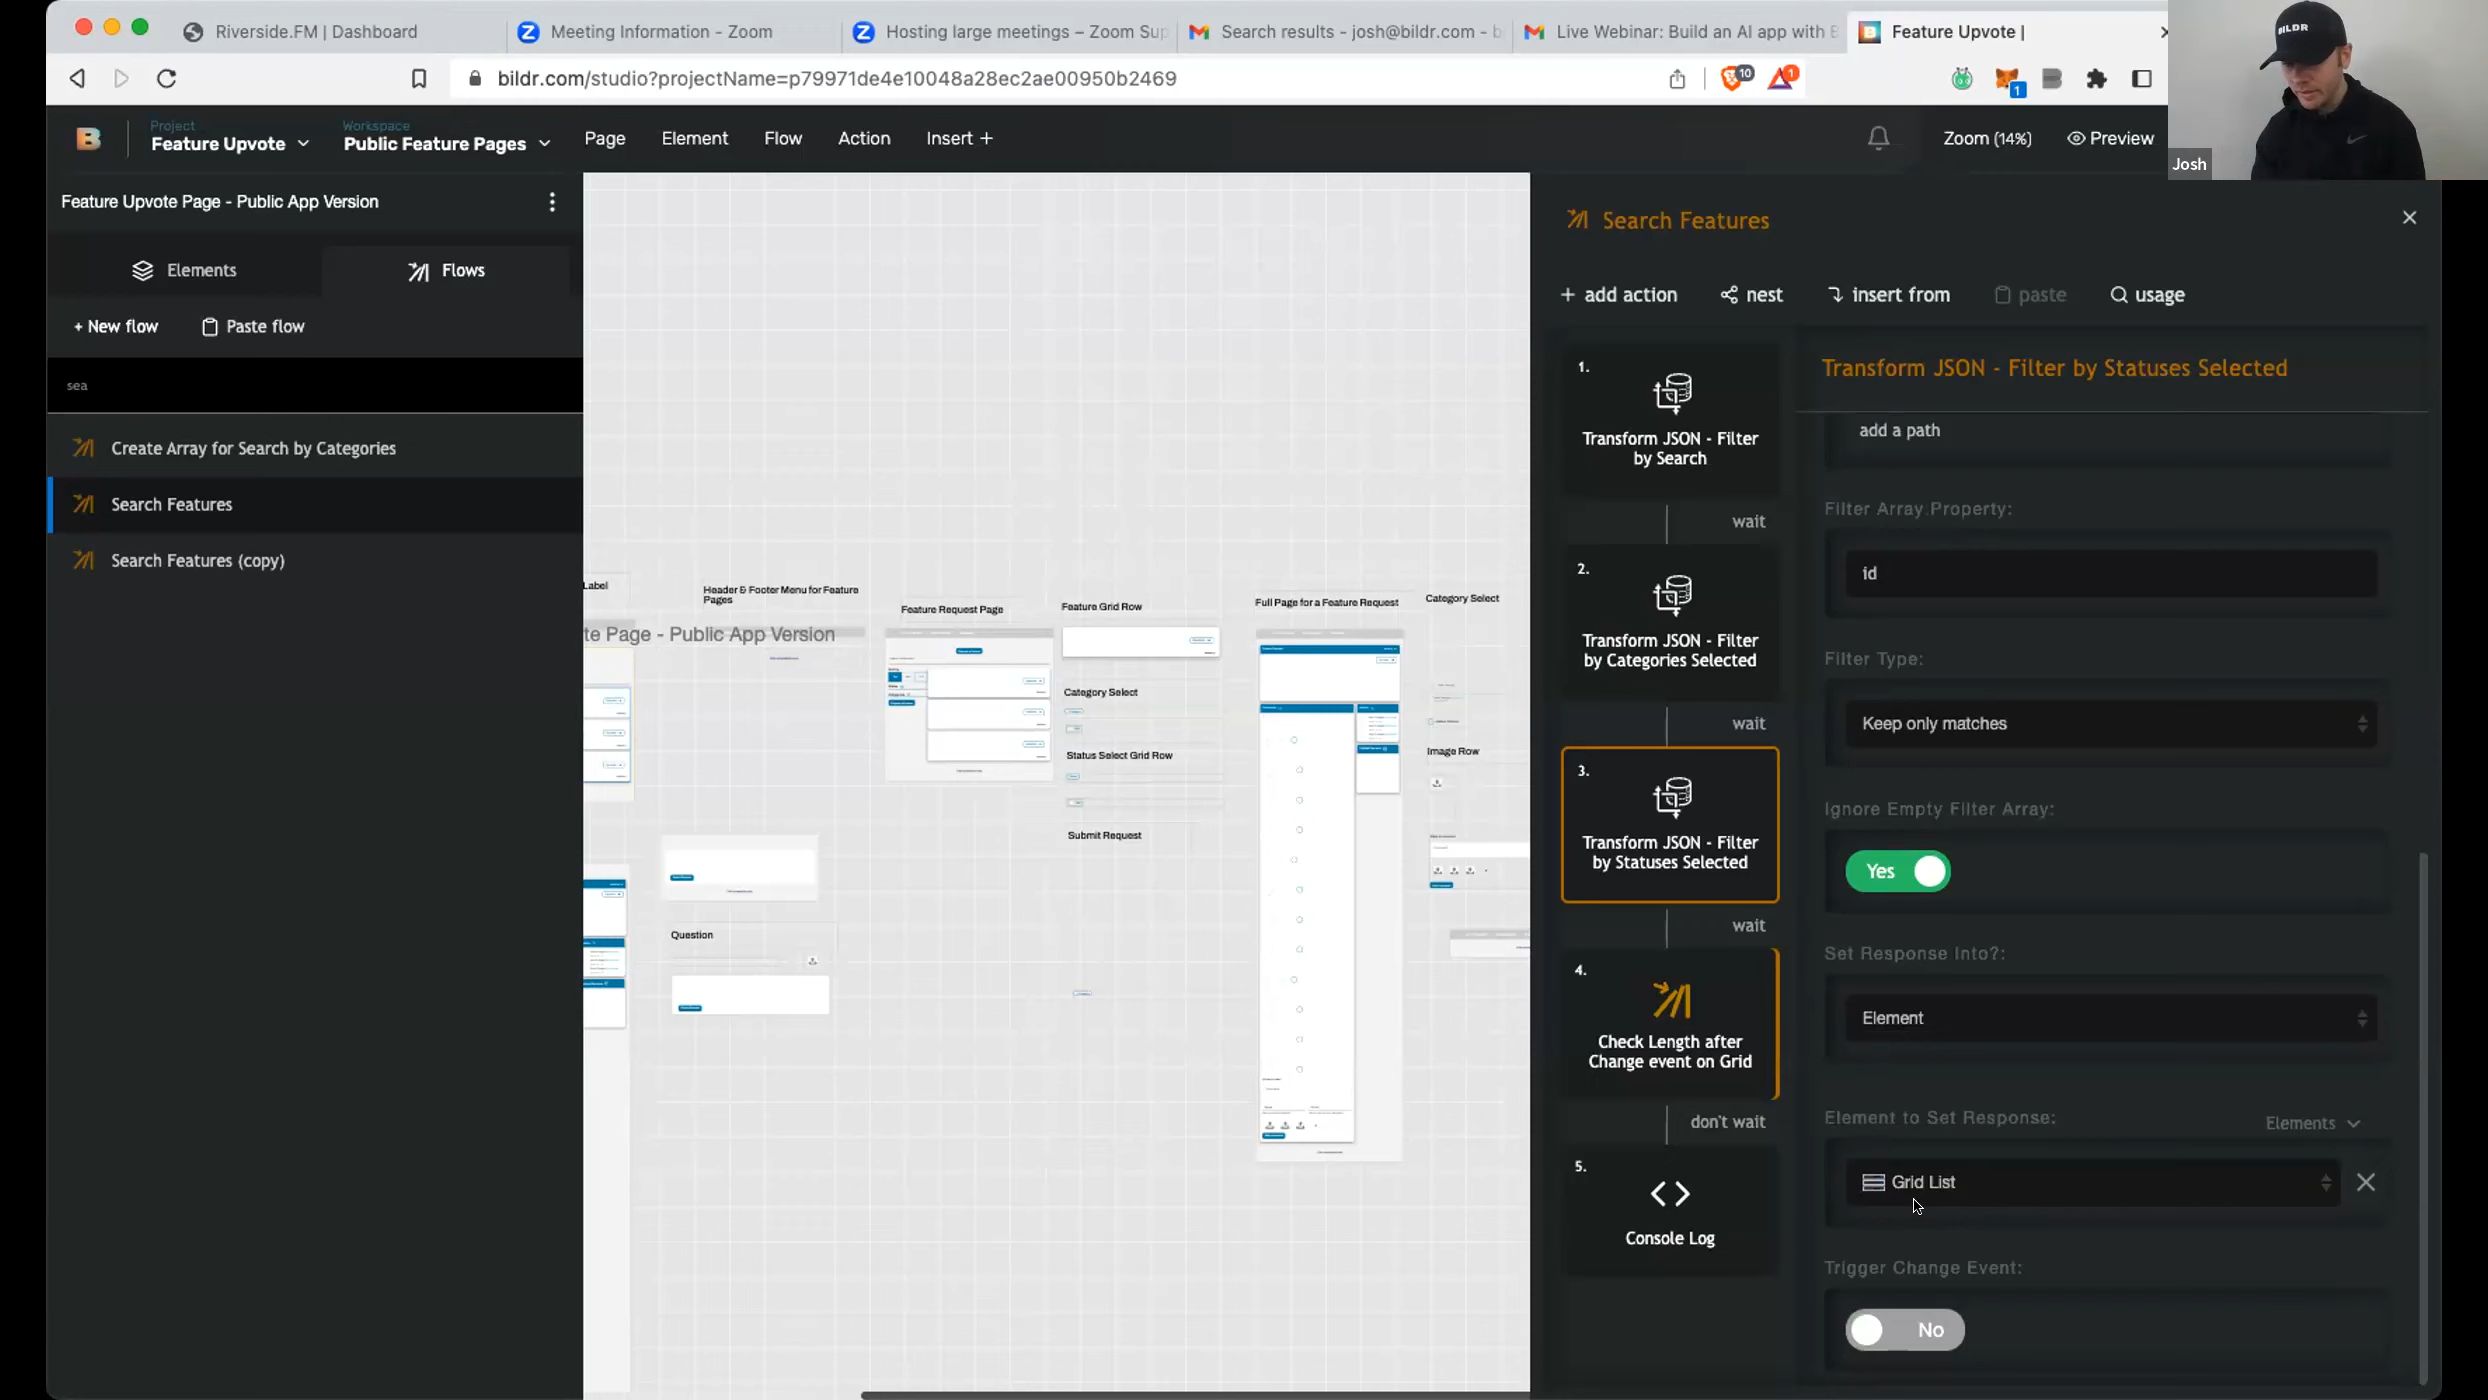 Riverside.FM | Dashboard
Meeting Information - Zoom
Hosting large meetings – Zoom Sup
Search results - josh@bildr.com - b
Live Webinar: Build an AI app with B
Feature Upvote |
bildr.com/studio?projectName=p79971de4e10048a28ec2ae00950b2469
10
1
1
BILDR
Josh
B
Project
Feature Upvote
Workspace
Public Feature Pages
Page
Element
Flow
Action
Insert +
Zoom (14%)
Preview
Feature Upvote Page - Public App Version
Elements
Flows
+ New flow
Paste flow
sea
Create Array for Search by Categories
Search Features
Search Features (copy)
Label
Header & Footer Menu for Feature
Pages
te Page - Public App Version
Feature Request Page
Feature Grid Row
Full Page for a Feature Request
Category Select
Category Select
Status Select Grid Row
Image Row
Submit Request
Question
Search Features
+ add action
nest
insert from
paste
usage
1.
Transform JSON - Filter
by Search
wait
2.
Transform JSON - Filter
by Categories Selected
wait
3.
Transform JSON - Filter
by Statuses Selected
wait
4.
Check Length after
Change event on Grid
don't wait
5.
Console Log
Transform JSON - Filter by Statuses Selected
add a path
Filter Array.Property:
id
Filter Type:
Keep only matches
Ignore Empty Filter Array:
Yes
Set Response Into?:
Element
Element to Set Response:
Elements
Grid List
Trigger Change Event:
No